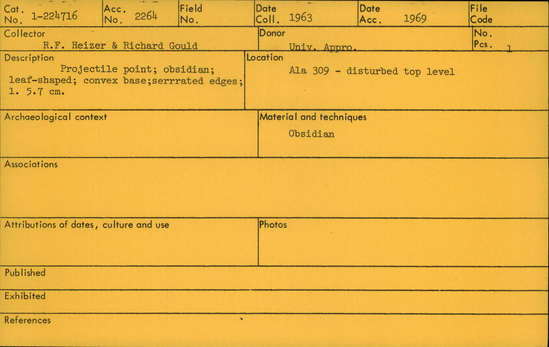 Cat. No. 1-224716 Acc. No. 2264 Field No. Date Coll. 1963 Date Acc. 1969 File Code
Collector R.F. Heizer & Richard Gould
Donor Univ. Appro.
No. Pcs. 1
Description
Projectile point; obsidian;
leaf-shaped; convex base;serrrated edges;
l. 5.7 cm.
Location
Ala 309 - disturbed top level
Archaeological context
Material and techniques
Obsidian
Associations
Attributions of dates, culture and use
Photos
Published
Exhibited
References